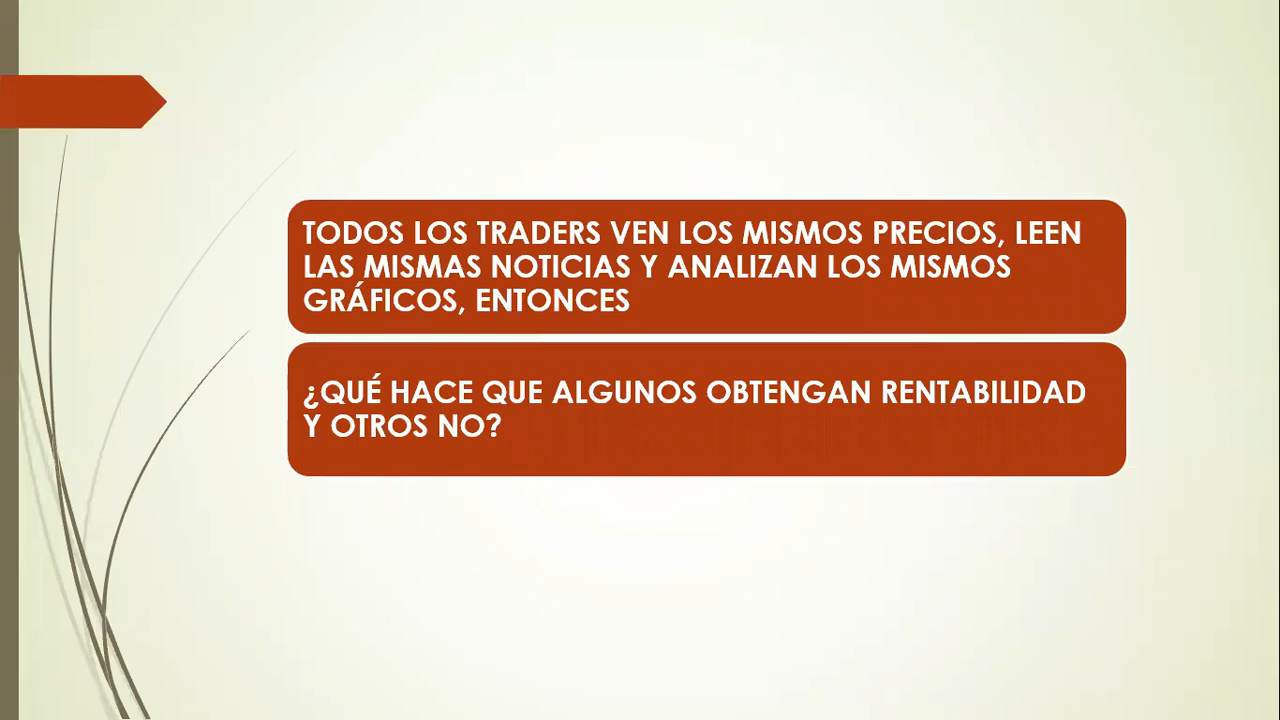 TODOS LOS TRADERS VEN LOS MISMOS PRECIOS, LEEN
LAS MISMAS NOTICIAS Y ANALIZAN LOS MISMOS
GRÁFICOS, ENTONCES
¿QUÉ HACE QUE ALGUNOS OBTENGAN RENTABILIDAD
Y OTROS NO?